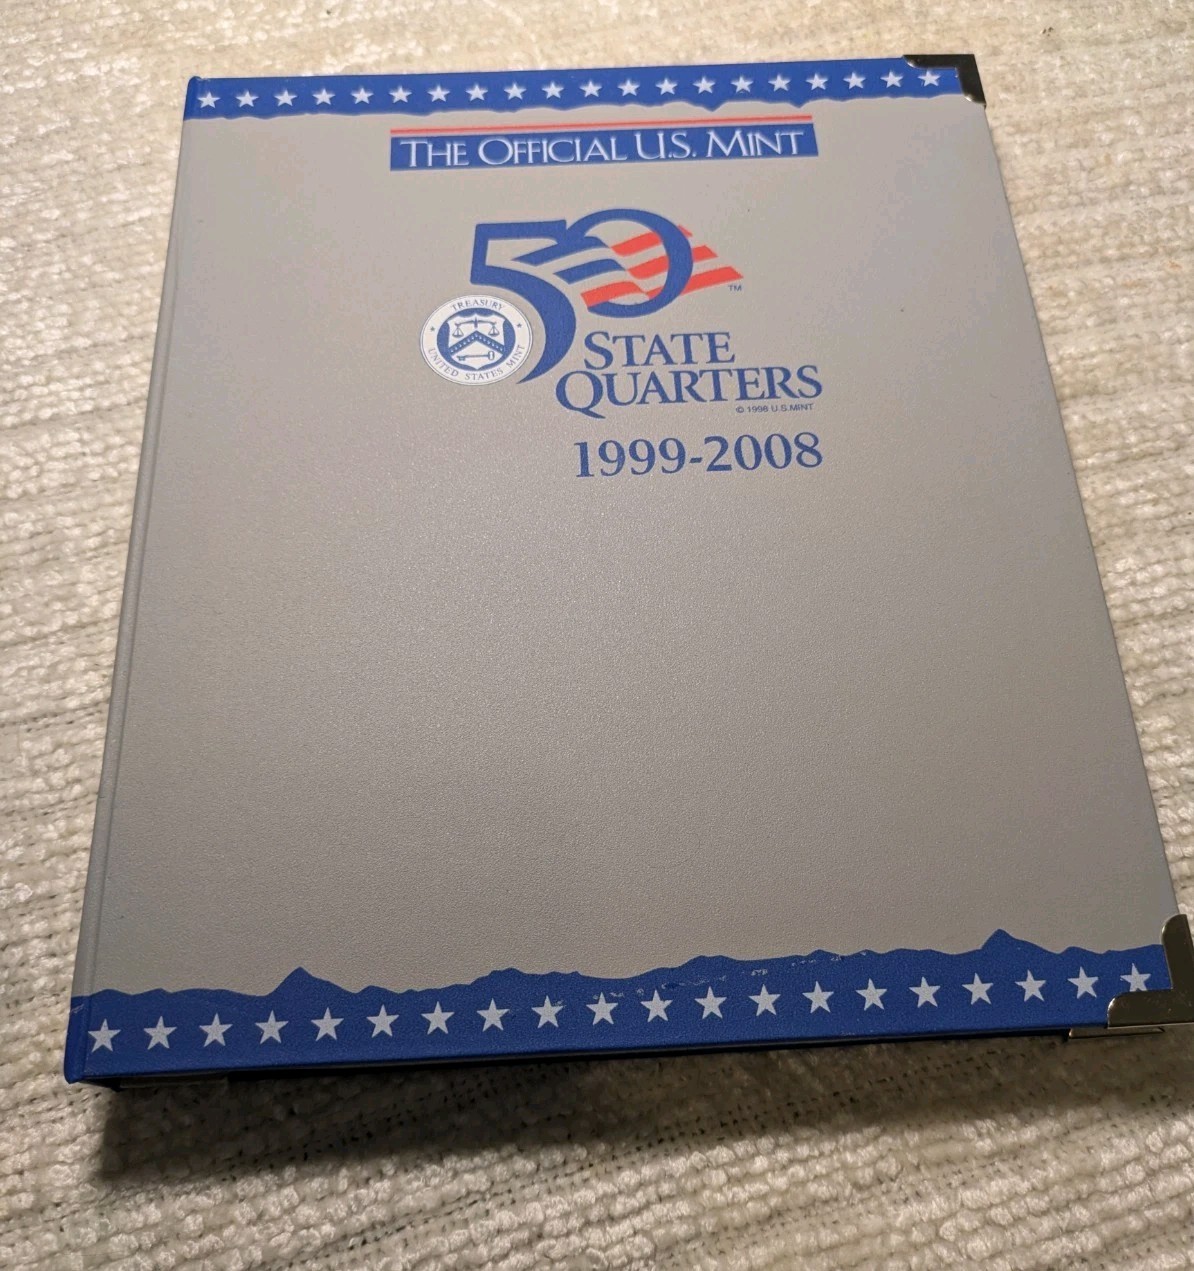 THE OFFICIAL U.S. MINT
50
TM
TREASURY
UNITED STATES MINT
STATE
QUARTERS
© 1998 U.S. MINT
1999-2008